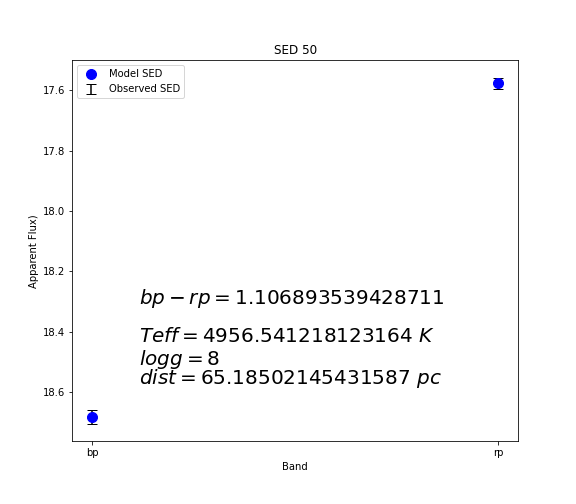 SED 50
Model SED
Observed SED
17.6
17.8
18.0
18.2
18.4
18.6
Apparent Flux)
bp − rp = 1.106893539428711
Teff = 4956.541218123164 K
logg = 8
dist = 65.18502145431587 pc
bp
rp
Band